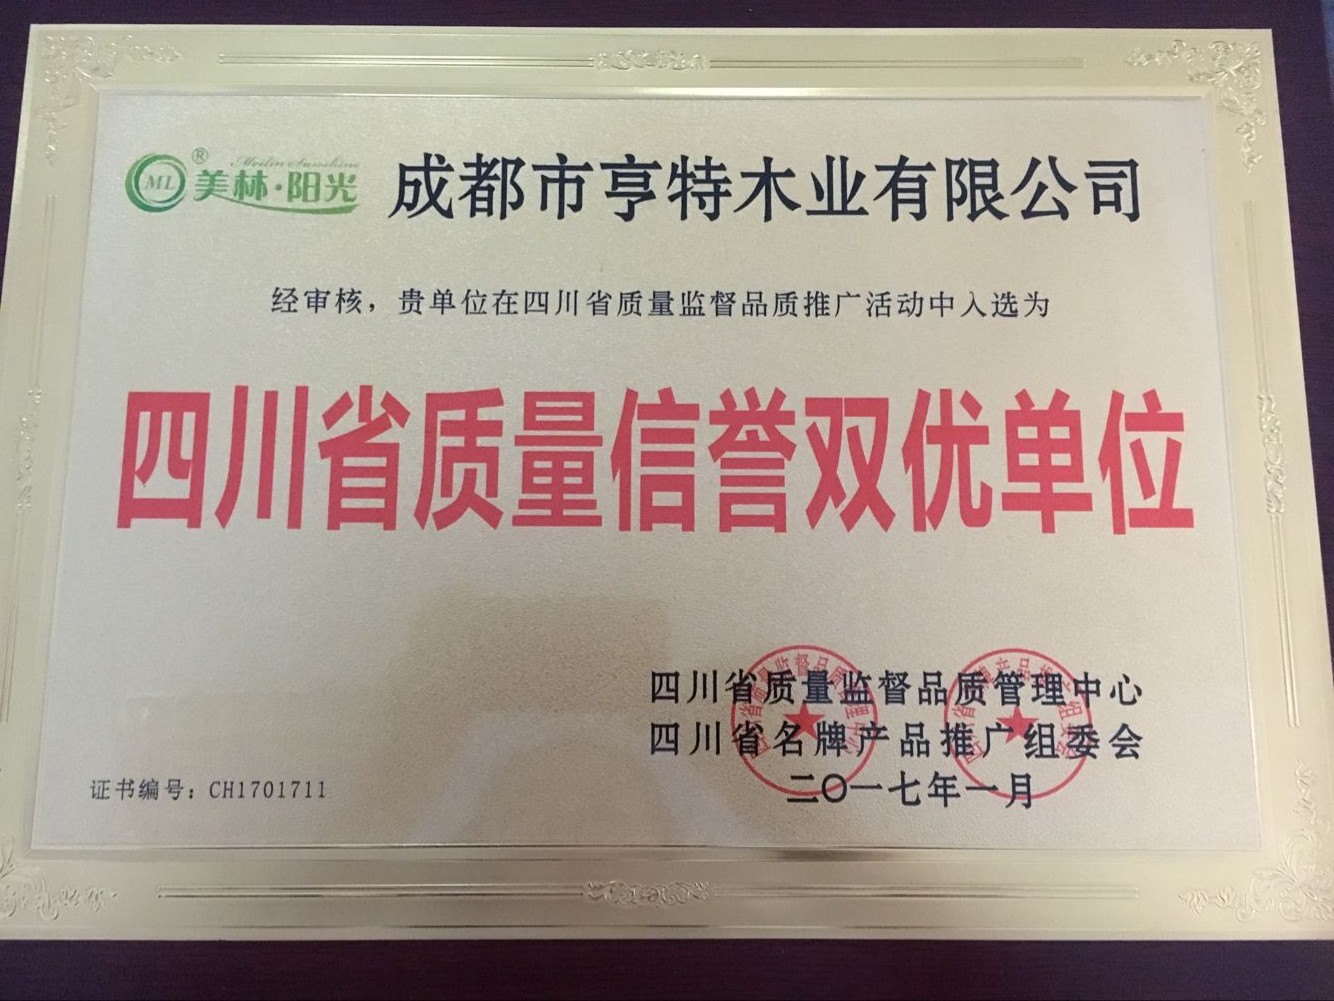 ML ® Meilin Sunshine
美林·阳光 成都市亨特木业有限公司
经审核，贵单位在四川省质量监督品质推广活动中入选为
四川省质量信誉双优单位
四川省质量监督品质管理中心
四川省名牌产品推广组委会
二〇一七年一月
证书编号：CH1701711